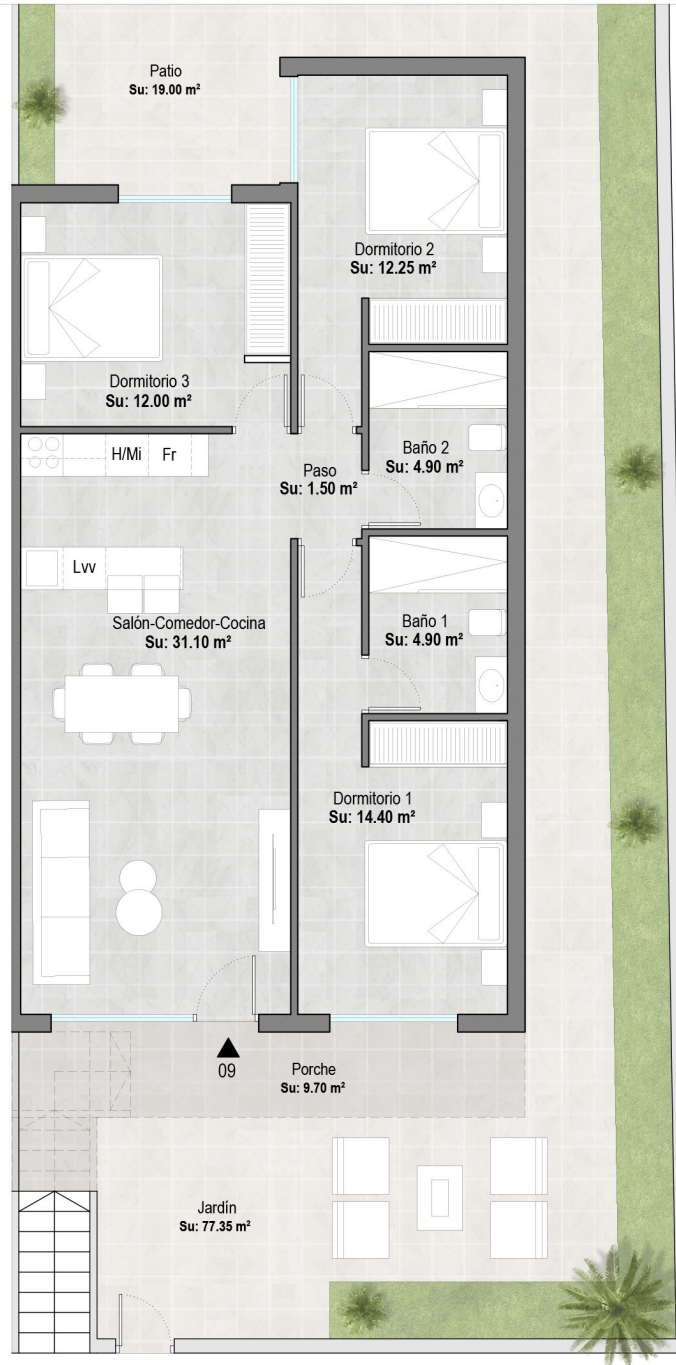 Patio
Su: 19.00 m²
Dormitorio 2
Su: 12.25 m²
Dormitorio 3
Su: 12.00 m²
H/Mi
Fr
Paso
Su: 1.50 m²
Baño 2
Su: 4.90 m²
Lvv
Salón-Comedor-Cocina
Su: 31.10 m²
Baño 1
Su: 4.90 m²
Dormitorio 1
Su: 14.40 m²
09
Porche
Su: 9.70 m²
Jardín
Su: 77.35 m²